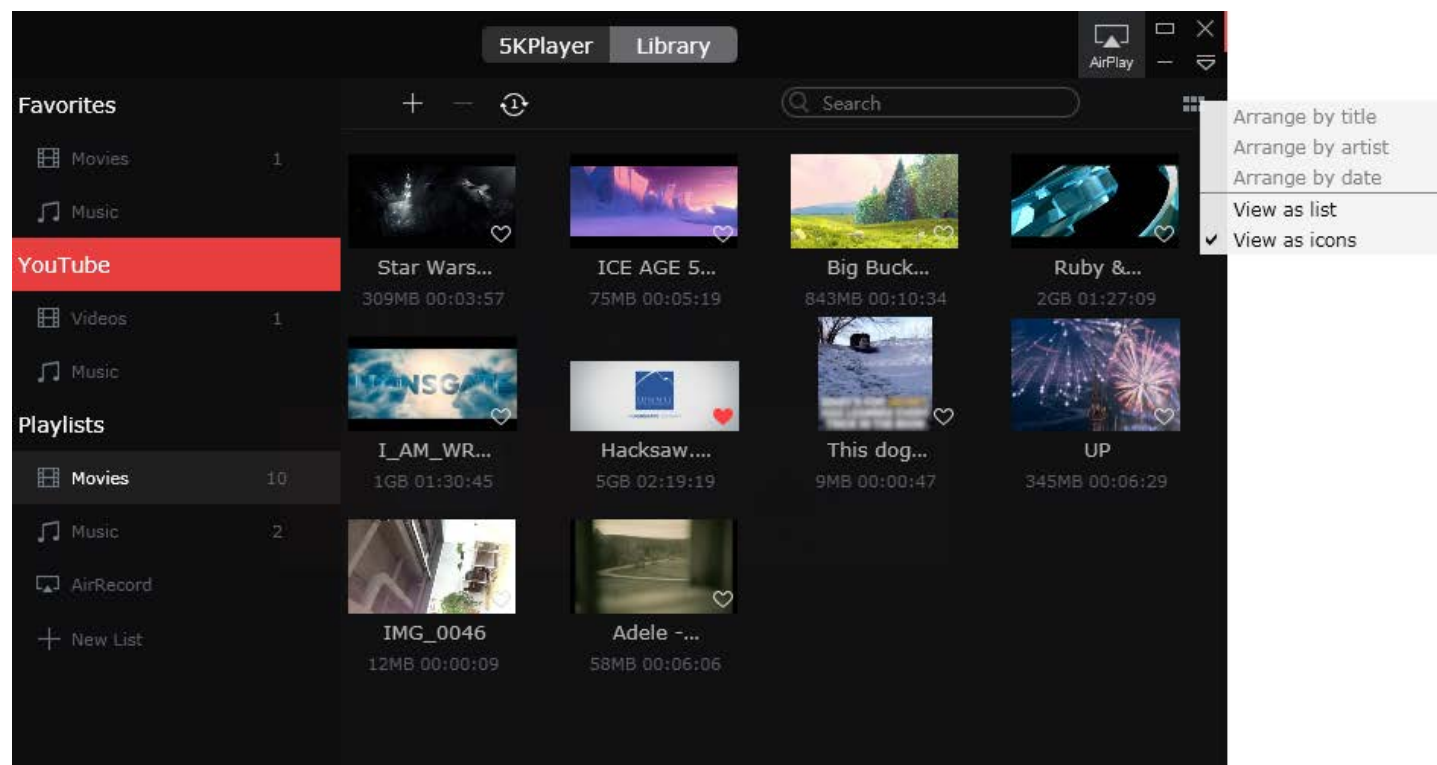 5KPlayer Library
AirPlay
Favorites
Search
Movies 1
Music
YouTube
Videos 1
Music
Playlists
Movies 10
Music 2
AirRecord
New List
Arrange by title
Arrange by artist
Arrange by date
View as list
View as icons
Star Wars... ICE AGE 5... Big Buck... Ruby &...
309MB 00:03:57 75MB 00:05:19 843MB 00:10:34 2GB 01:27:09
LIONSGATE
I_AM_WR... Hacksaw.... This dog... UP
1GB 01:30:45 5GB 02:19:19 9MB 00:00:47 345MB 00:06:29
IMG_0046 Adele -...
12MB 00:00:09 58MB 00:06:06